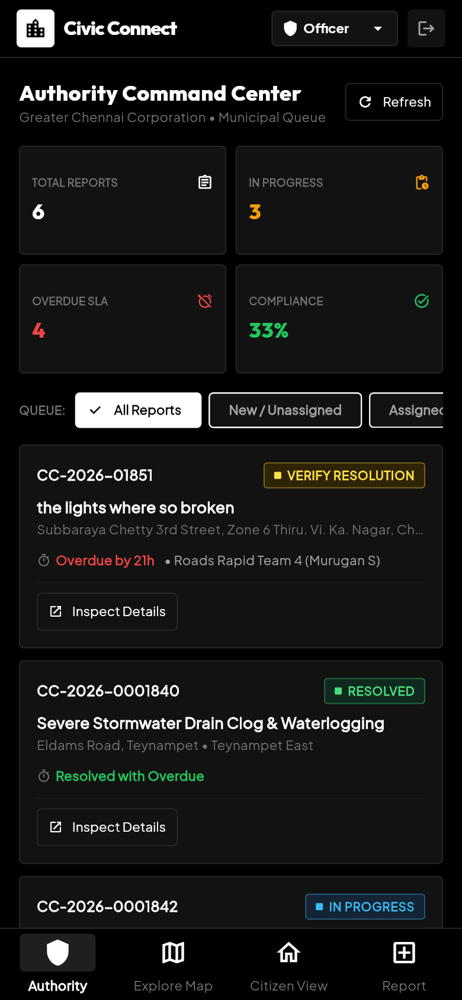 Civic Connect
Officer
Authority Command Center
Greater Chennai Corporation • Municipal Queue
Refresh
TOTAL REPORTS
6
IN PROGRESS
3
OVERDUE SLA
4
COMPLIANCE
33%
QUEUE:
All Reports
New / Unassigned
Assigned
CC-2026-01851
VERIFY RESOLUTION
the lights where so broken
Subbaraya Chetty 3rd Street, Zone 6 Thiru. Vi. Ka. Nagar, Ch...
Overdue by 21h • Roads Rapid Team 4 (Murugan S)
Inspect Details
CC-2026-0001840
RESOLVED
Severe Stormwater Drain Clog & Waterlogging
Eldams Road, Teynampet • Teynampet East
Resolved with Overdue
Inspect Details
CC-2026-0001842
IN PROGRESS
Authority
Explore Map
Citizen View
Report